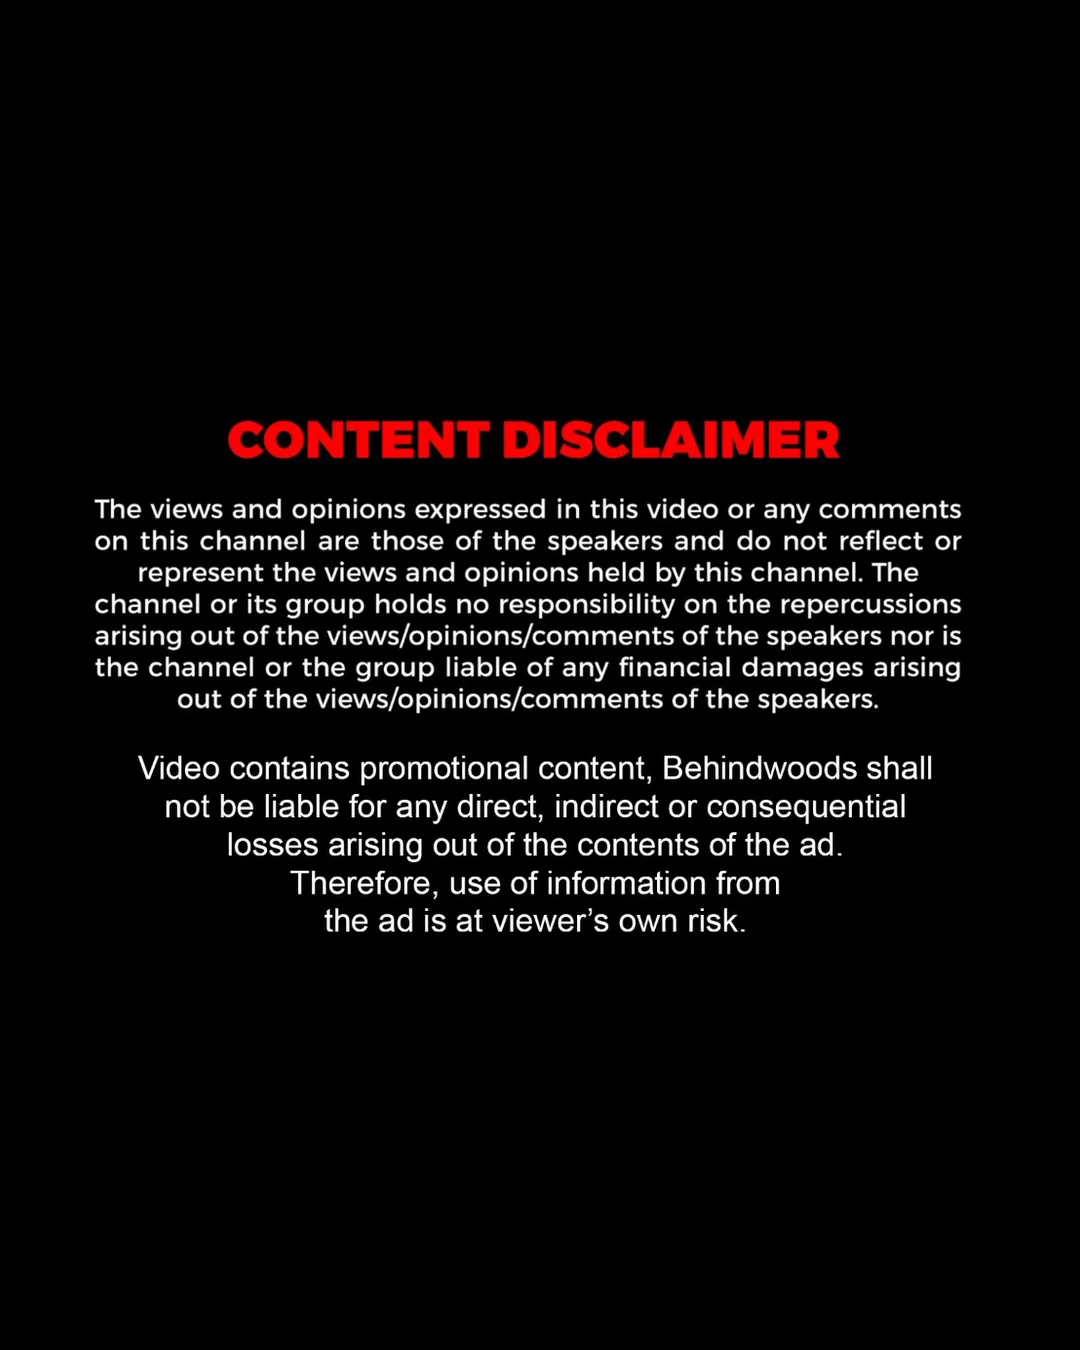 CONTENT DISCLAIMER
The views and opinions expressed in this video or any comments
on this channel are those of the speakers and do not reflect or
represent the views and opinions held by this channel. The
channel or its group holds no responsibility on the repercussions
arising out of the views/opinions/comments of the speakers nor is
the channel or the group liable of any financial damages arising
out of the views/opinions/comments of the speakers.
Video contains promotional content, Behindwoods shall
not be liable for any direct, indirect or consequential
losses arising out of the contents of the ad.
Therefore, use of information from
the ad is at viewer’s own risk.